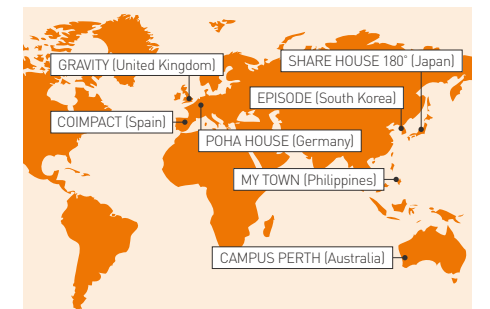 GRAVITY (United Kingdom)
SHARE HOUSE 180° (Japan)
EPISODE (South Korea)
COIMPACT (Spain)
POHA HOUSE (Germany)
MY TOWN (Philippines)
CAMPUS PERTH (Australia)